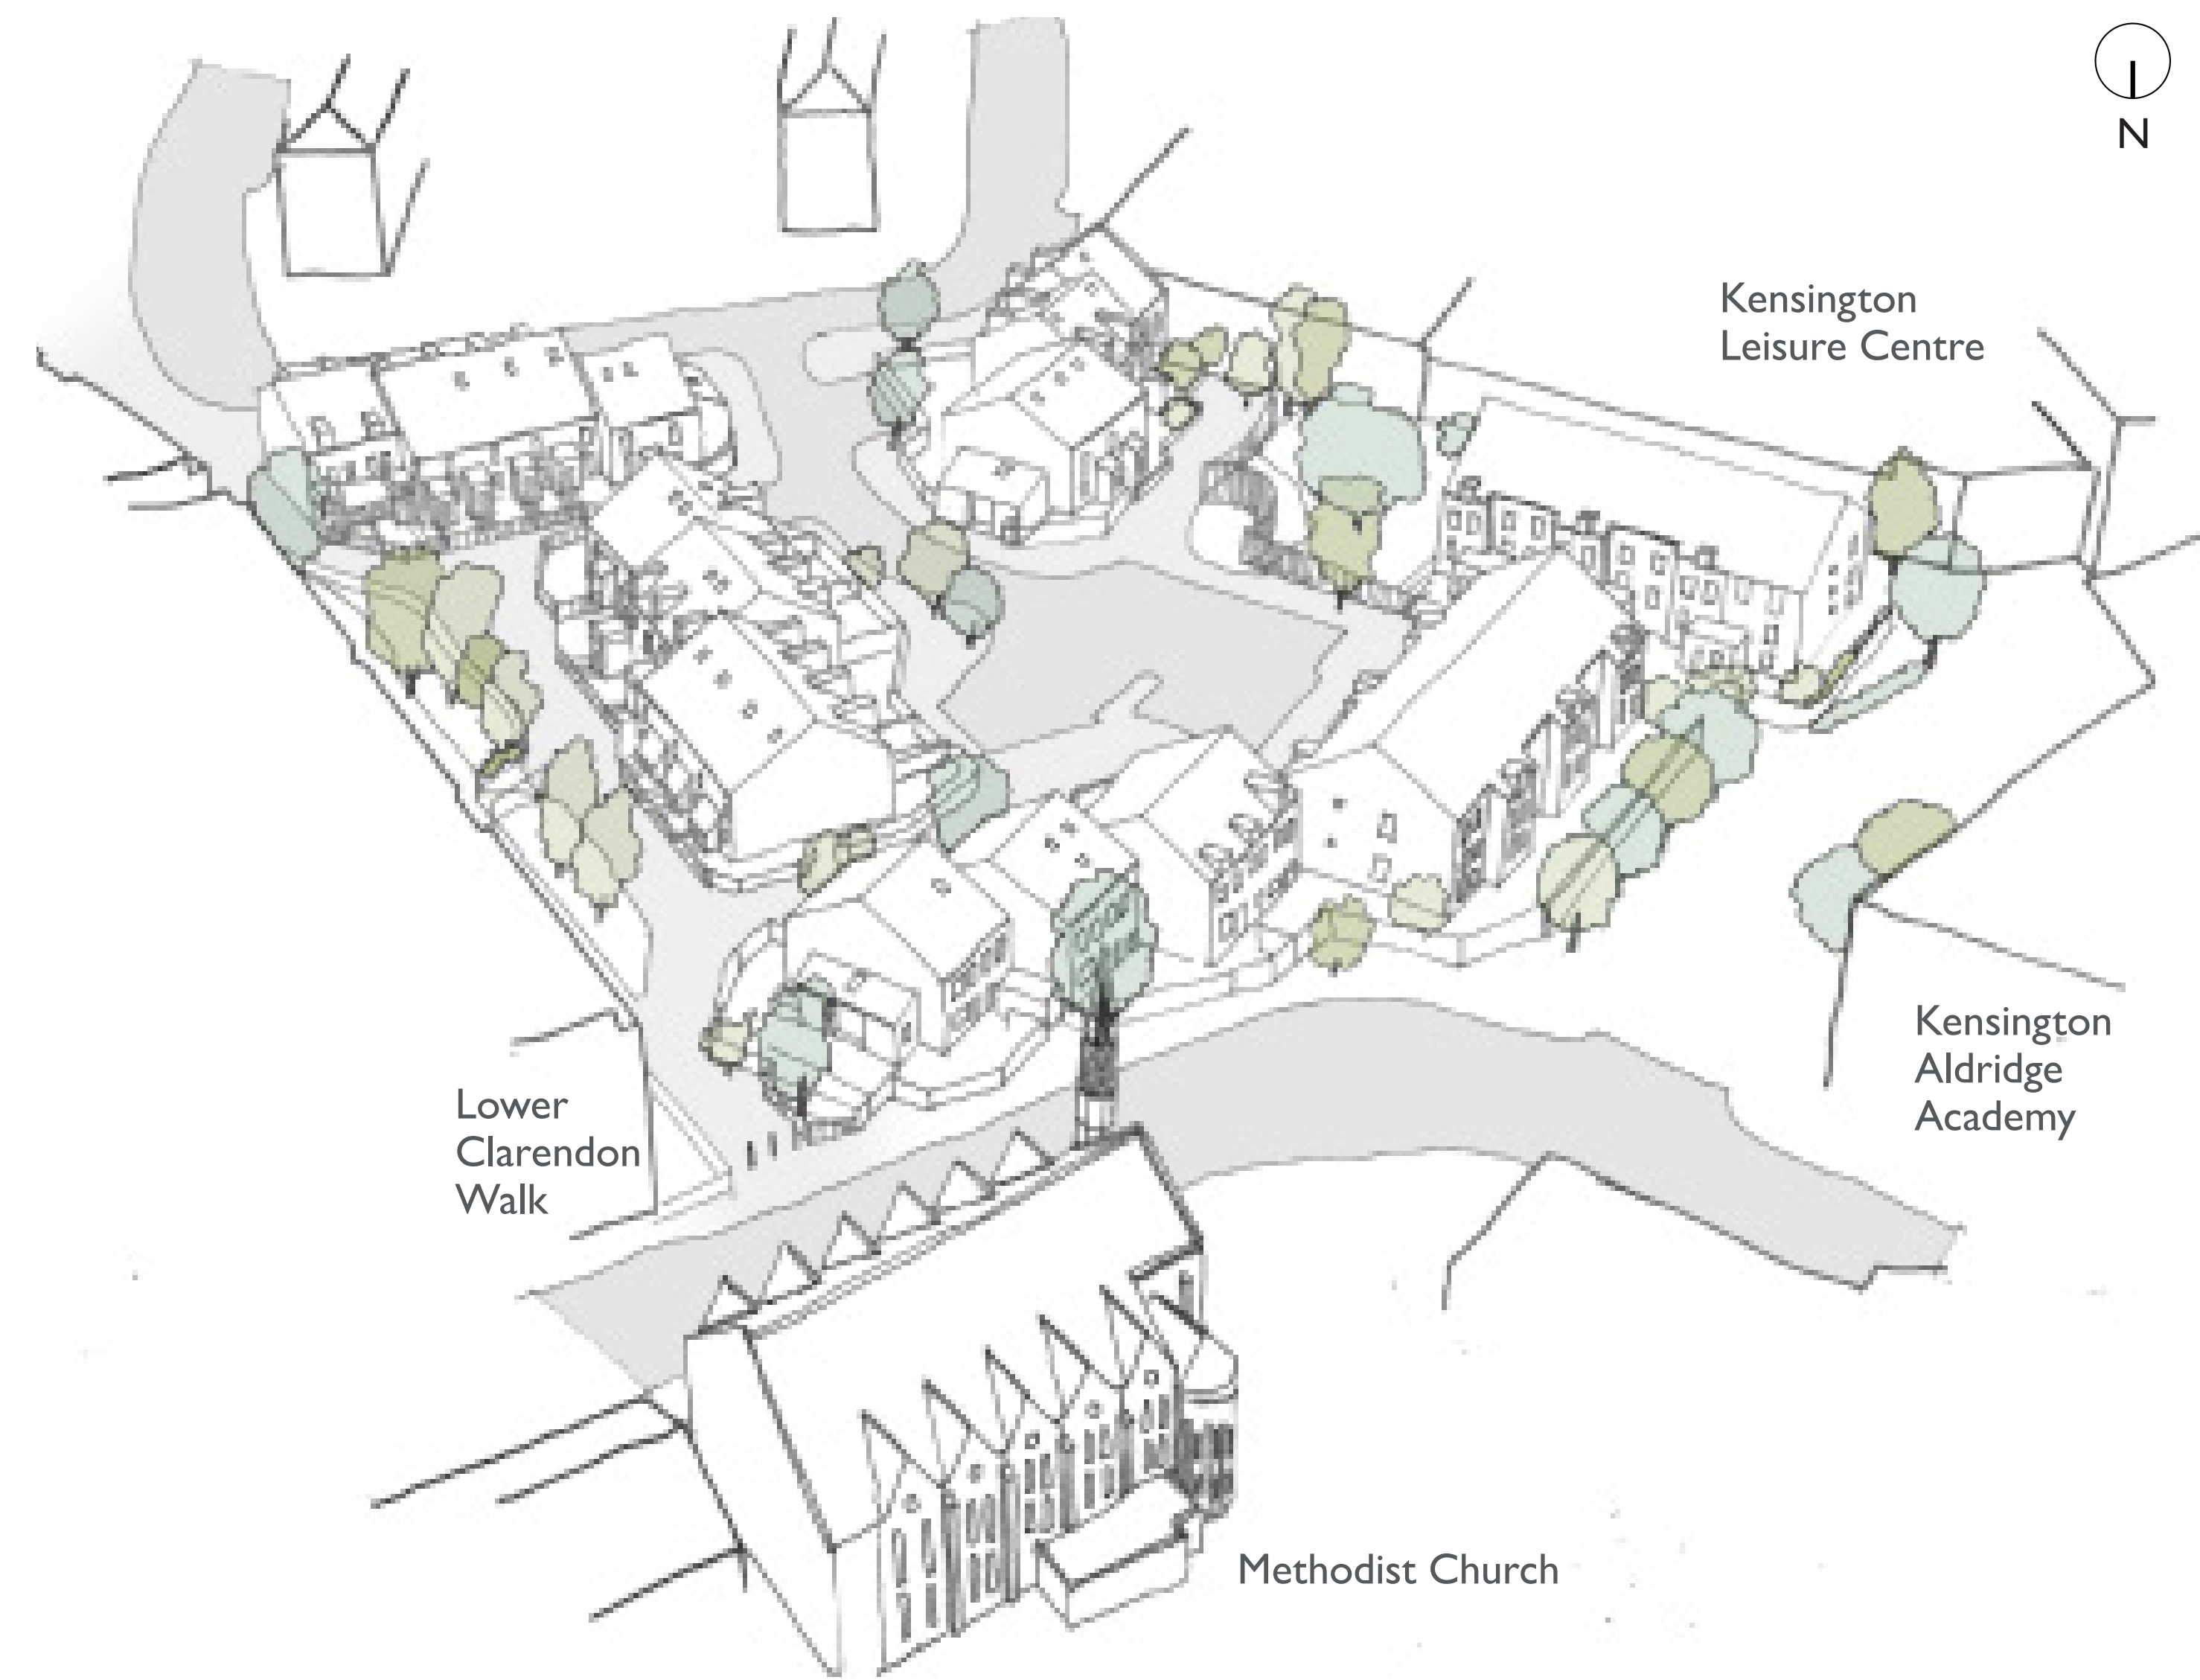 N
Kensington
Leisure Centre
Kensington
Aldridge
Academy
Lower
Clarendon
Walk
Methodist Church